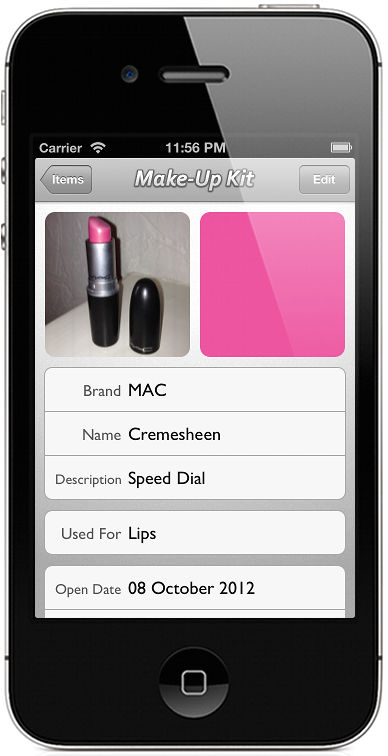 Carrier 11:56 PM
Items Make-Up Kit Edit
Brand MAC
Name Cremesheen
Description Speed Dial
Used For Lips
Open Date 08 October 2012